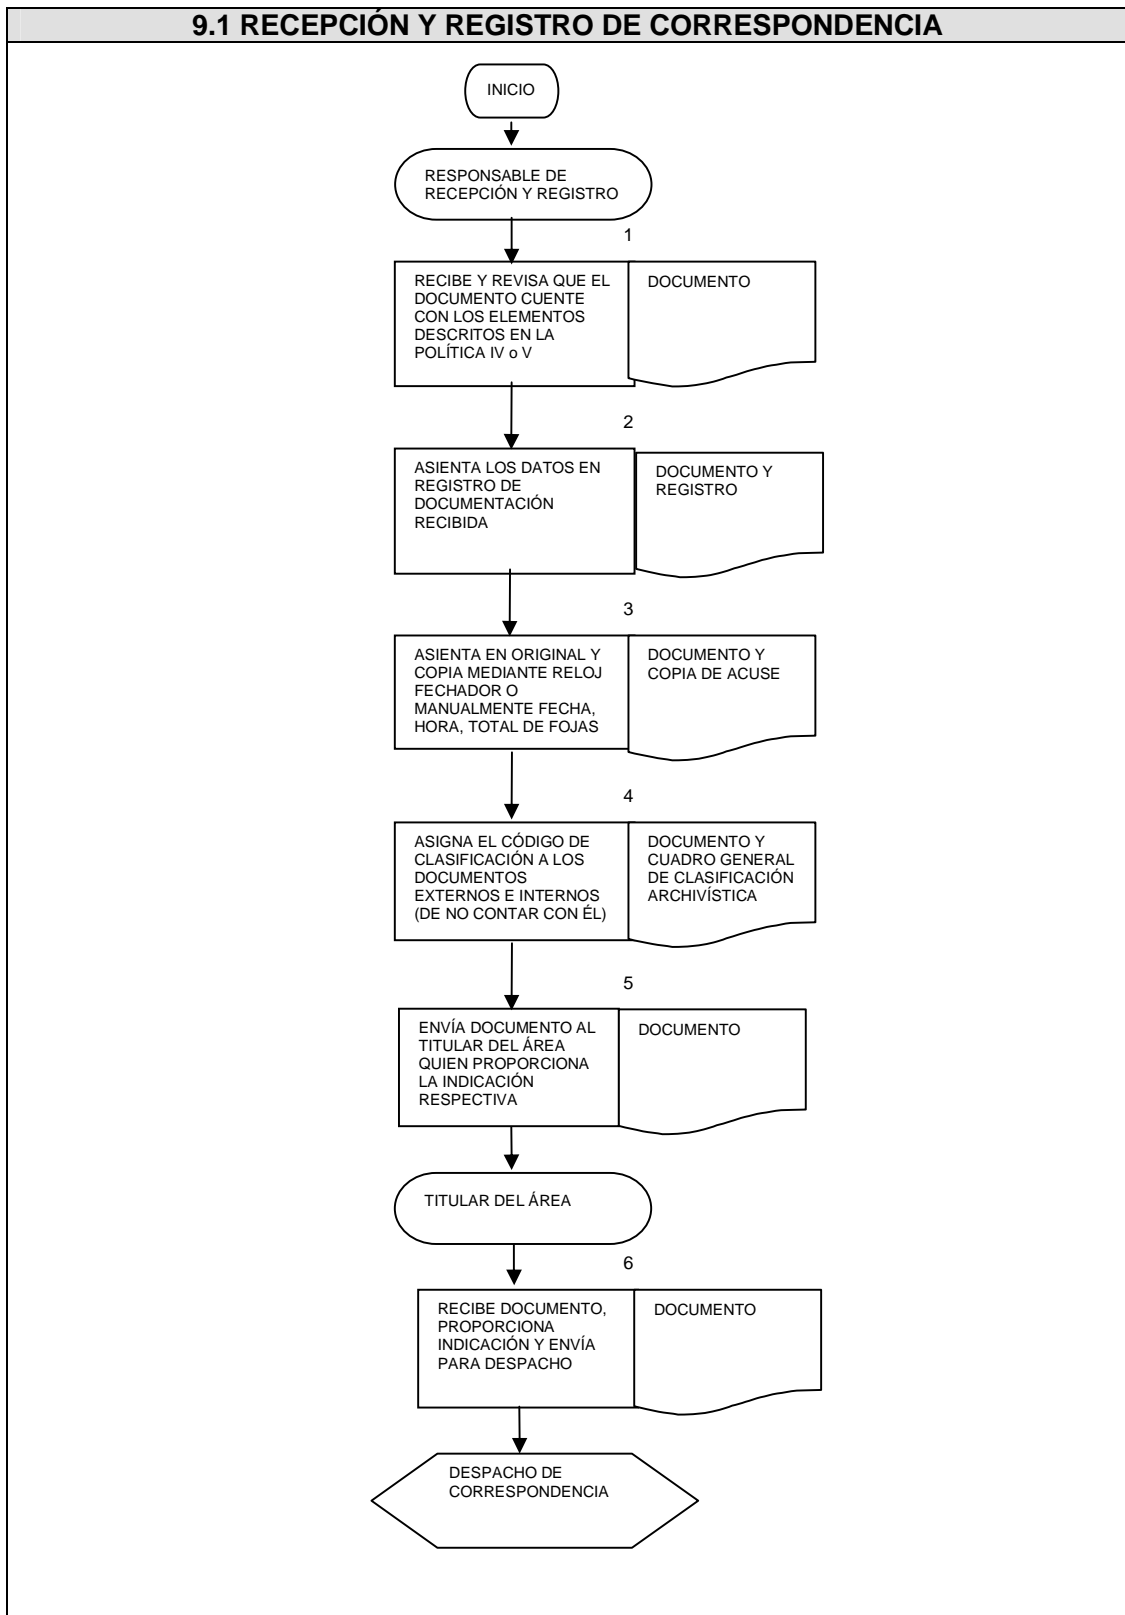 9.1 RECEPCIÓN Y REGISTRO DE CORRESPONDENCIA
INICIO
RESPONSABLE DE
RECEPCIÓN Y REGISTRO
1
RECIBE Y REVISA QUE EL
DOCUMENTO CUENTE
CON LOS ELEMENTOS
DESCRITOS EN LA
POLÍTICA IV o V
DOCUMENTO
2
ASIENTA LOS DATOS EN
REGISTRO DE
DOCUMENTACIÓN
RECIBIDA
DOCUMENTO Y
REGISTRO
3
ASIENTA EN ORIGINAL Y
COPIA MEDIANTE RELOJ
FECHADOR O
MANUALMENTE FECHA,
HORA, TOTAL DE FOJAS
DOCUMENTO Y
COPIA DE ACUSE
4
ASIGNA EL CÓDIGO DE
CLASIFICACIÓN A LOS
DOCUMENTOS
EXTERNOS E INTERNOS
(DE NO CONTAR CON ÉL)
DOCUMENTO Y
CUADRO GENERAL
DE CLASIFICACIÓN
ARCHIVÍSTICA
5
ENVÍA DOCUMENTO AL
TITULAR DEL ÁREA
QUIEN PROPORCIONA
LA INDICACIÓN
RESPECTIVA
DOCUMENTO
TITULAR DEL ÁREA
6
RECIBE DOCUMENTO,
PROPORCIONA
INDICACIÓN Y ENVÍA
PARA DESPACHO
DOCUMENTO
DESPACHO DE
CORRESPONDENCIA